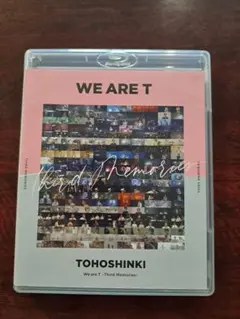 WE ARE T
Third Memories
TOHOSHINKI
We are T -Third Memories-